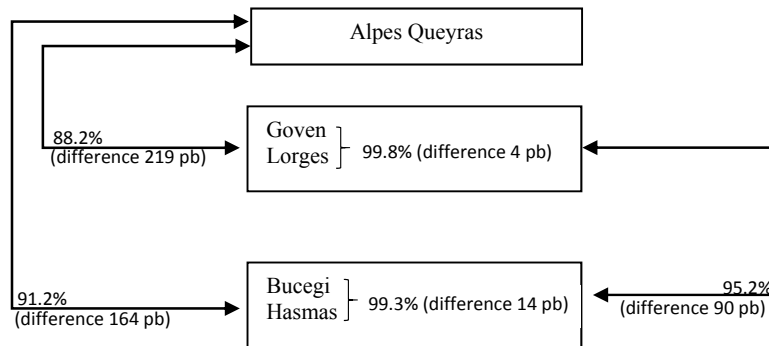 Alpes Queyras
88.2%
(difference 219 pb)
Goven
Lorges
99.8% (difference 4 pb)
91.2%
(difference 164 pb)
Bucegi
Hasmas
99.3% (difference 14 pb)
95.2%
(difference 90 pb)